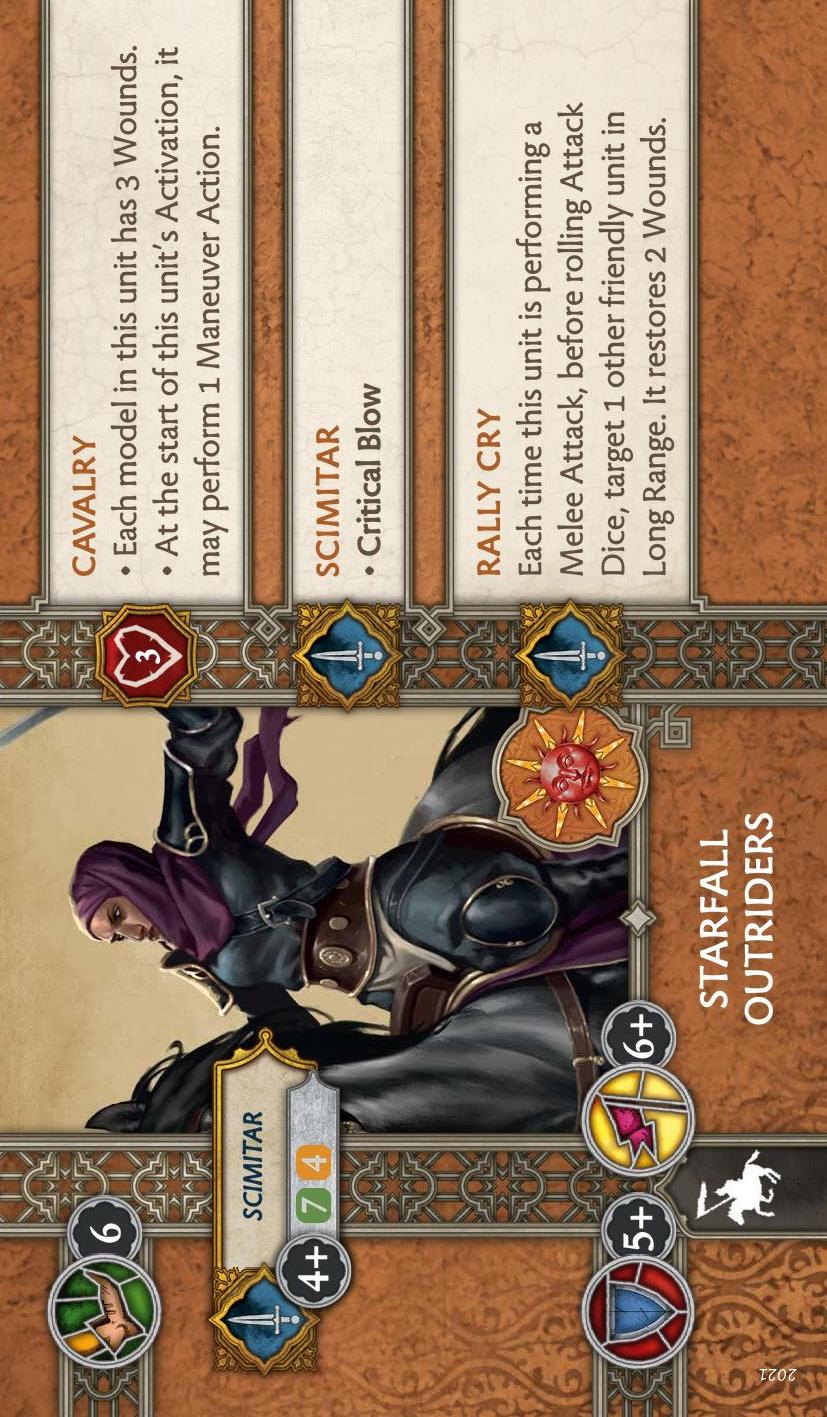 6
SCIMITAR
4+
7 4
5+
6+
STARFALL
OUTRIDERS
2021
3
CAVALRY
• Each model in this unit has 3 Wounds.
• At the start of this unit's Activation, it
may perform 1 Maneuver Action.
SCIMITAR
• Critical Blow
RALLY CRY
Each time this unit is performing a
Melee Attack, before rolling Attack
Dice, target 1 other friendly unit in
Long Range. It restores 2 Wounds.